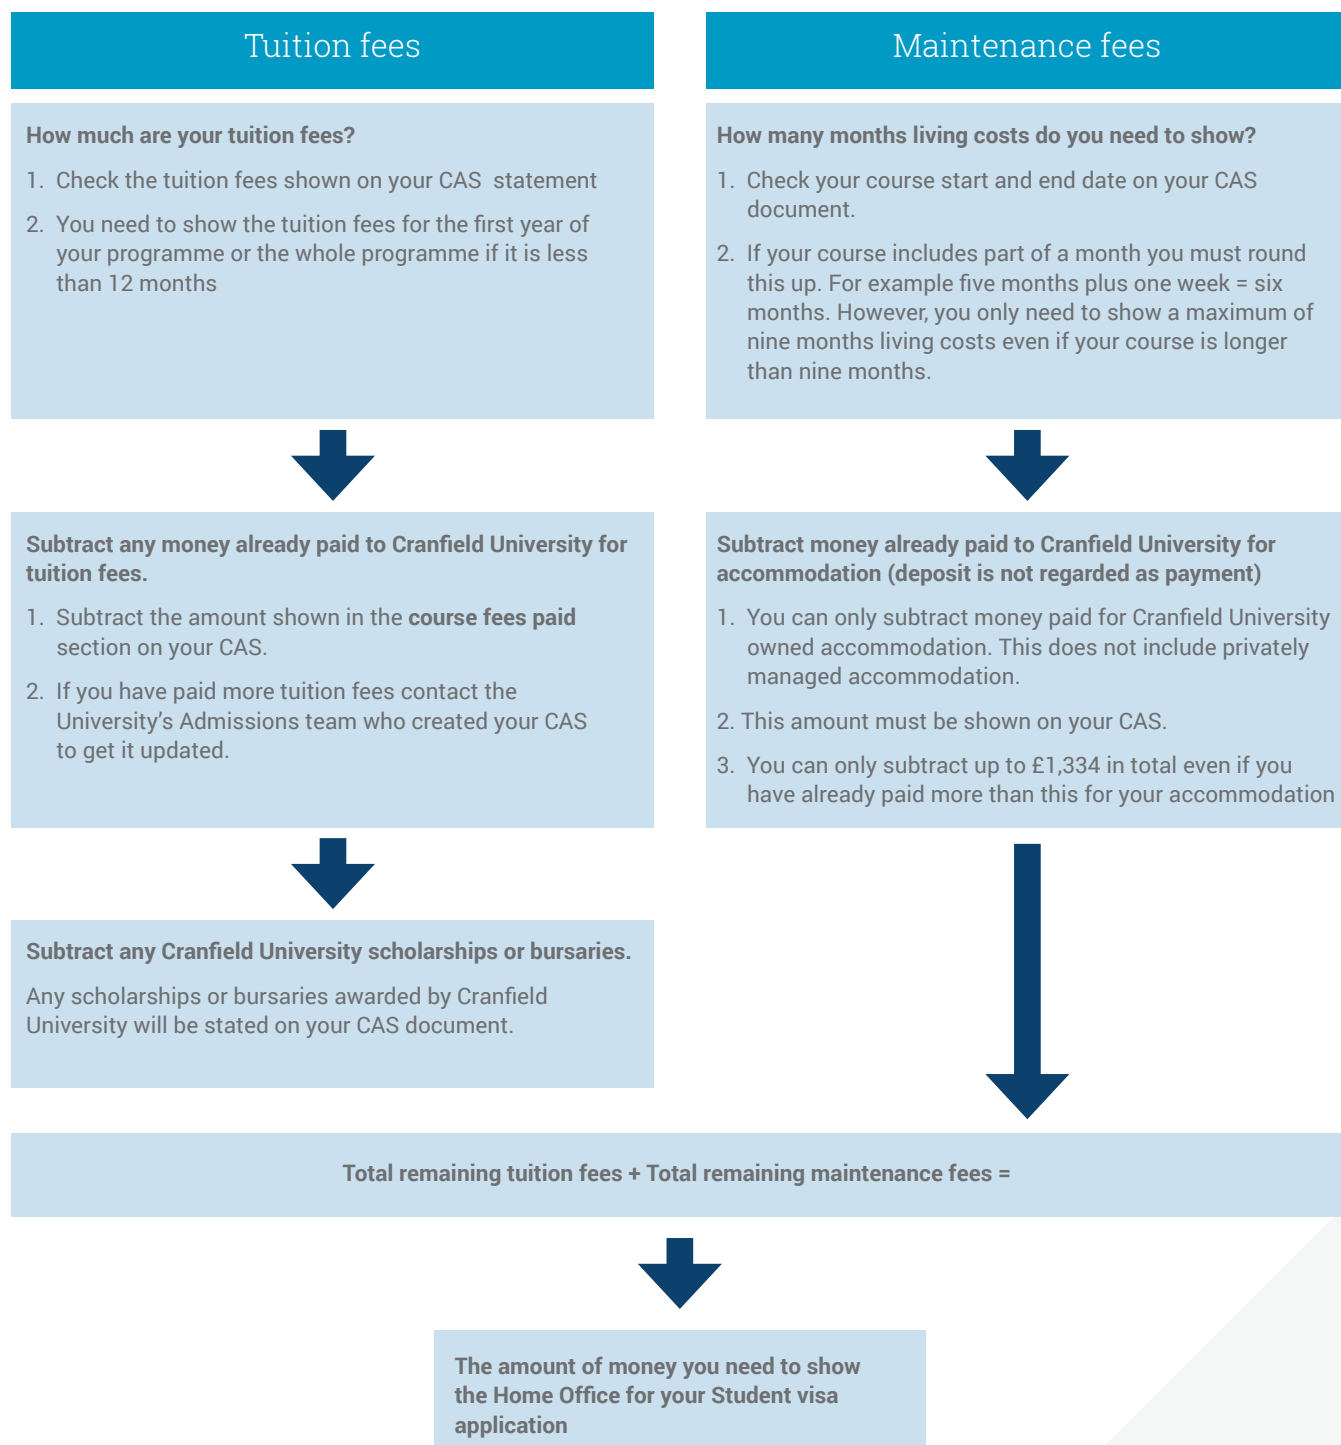 Tuition fees
How much are your tuition fees?
1. Check the tuition fees shown on your CAS statement
2. You need to show the tuition fees for the first year of
your programme or the whole programme if it is less
than 12 months
Subtract any money already paid to Cranfield University for
tuition fees.
1. Subtract the amount shown in the course fees paid
section on your CAS.
2. If you have paid more tuition fees contact the
University's Admissions team who created your CAS
to get it updated.
Subtract any Cranfield University scholarships or bursaries.
Any scholarships or bursaries awarded by Cranfield
University will be stated on your CAS document.
Maintenance fees
How many months living costs do you need to show?
1. Check your course start and end date on your CAS
document.
2. If your course includes part of a month you must round
this up. For example five months plus one week = six
months. However, you only need to show a maximum of
nine months living costs even if your course is longer
than nine months.
Subtract money already paid to Cranfield University for
accommodation (deposit is not regarded as payment)
1. You can only subtract money paid for Cranfield University
owned accommodation. This does not include privately
managed accommodation.
2. This amount must be shown on your CAS.
3. You can only subtract up to £1,334 in total even if you
have already paid more than this for your accommodation
Total remaining tuition fees + Total remaining maintenance fees =
The amount of money you need to show
the Home Office for your Student visa
application